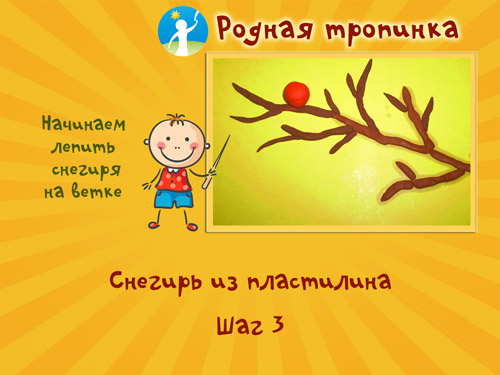 Родная тропинка
Начинаем
лепить
снегиря
на ветке
Снегирь из пластилина
Шаг 3